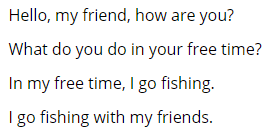 Hello, my friend, how are you?
What do you do in your free time?
In my free time, I go fishing.
I go fishing with my friends.